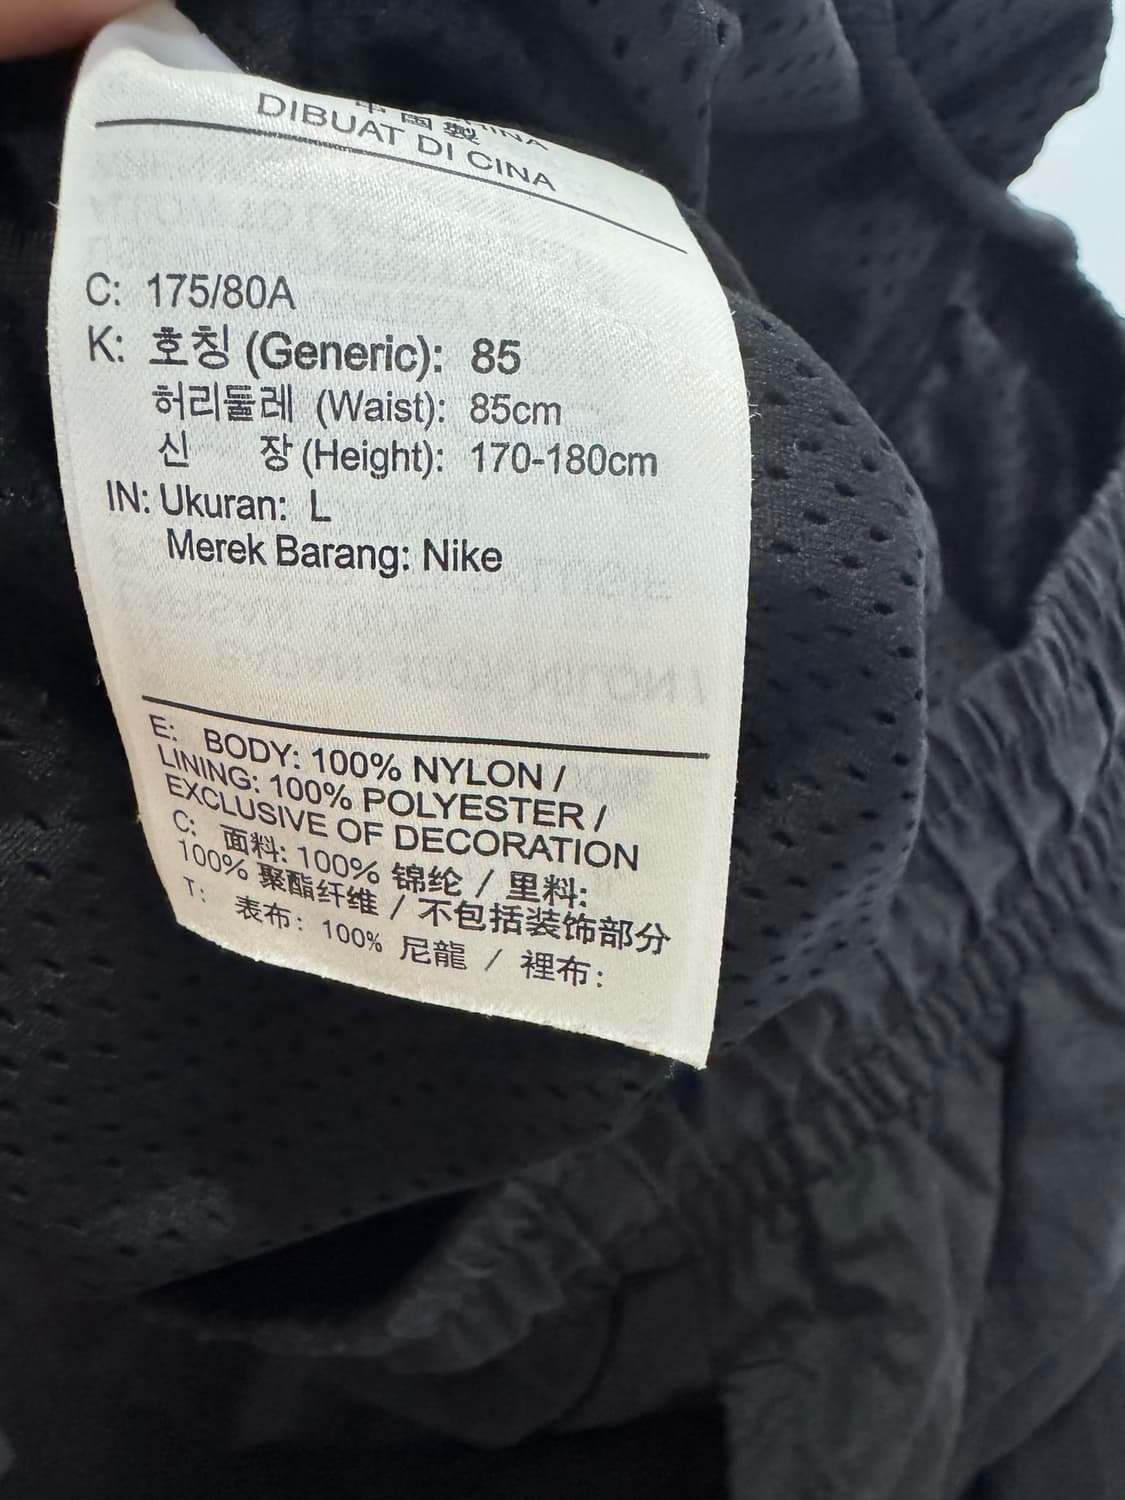 中國製
DIBUAT DI CINA
C: 175/80A
K: 호칭 (Generic): 85
허리둘레 (Waist): 85cm
신 장 (Height): 170-180cm
IN: Ukuran: L
Merek Barang: Nike
E: BODY: 100% NYLON /
LINING: 100% POLYESTER /
EXCLUSIVE OF DECORATION
C: 面料: 100% 锦纶 / 里料:
100% 聚酯纤维 / 不包括装饰部分
T: 表布: 100% 尼龍 / 裡布: